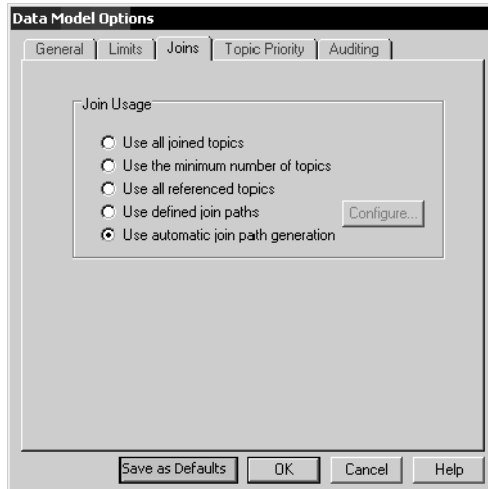 Data Model Options
General Limits Joins Topic Priority Auditing
Join Usage
Use all joined topics
Use the minimum number of topics
Use all referenced topics
Use defined join paths Configure...
Use automatic join path generation
Save as Defaults OK Cancel Help